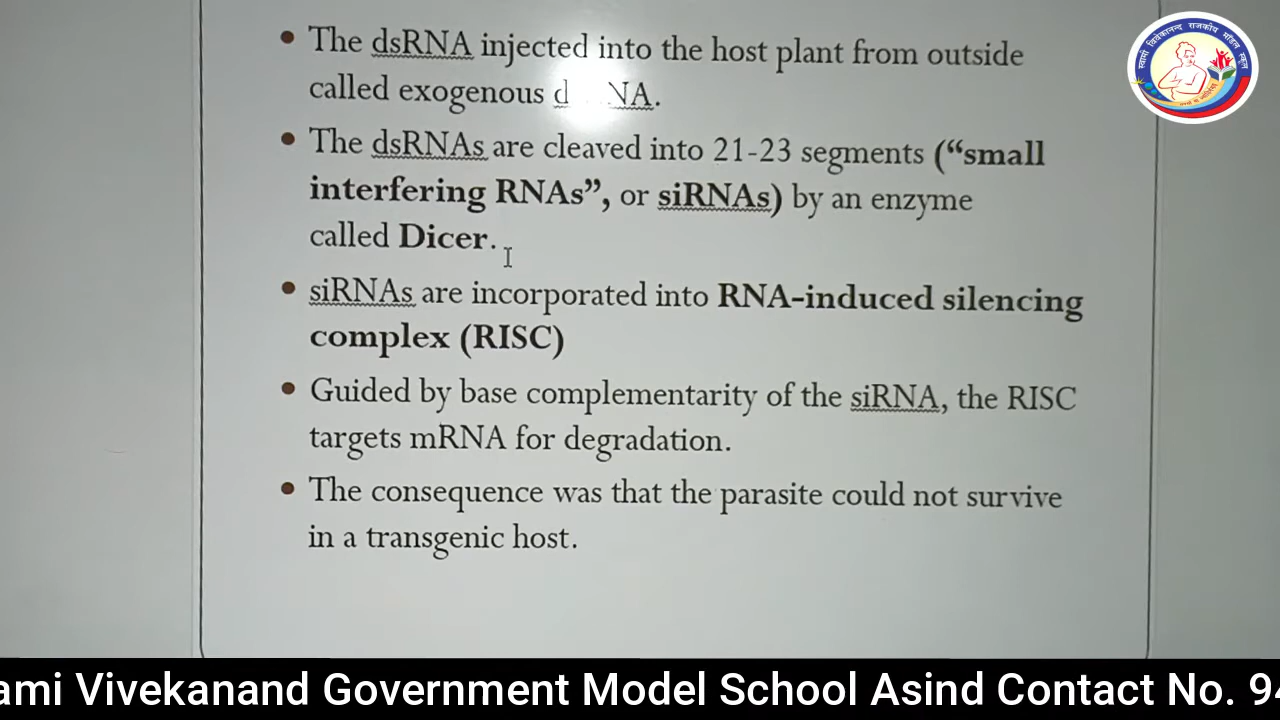 • The dsRNA injected into the host plant from outside
called exogenous
• The dsRNAs are cleaved into 21-23 segments (“small
interfering RNAs”, or siRNAs) by an enzyme
called Dicer.
• siRNAs are incorporated into RNA-induced silencing
complex (RISC)
• Guided by base complementarity of the siRNA, the RISC
targets mRNA for degradation.
• The consequence was that the parasite could not survive
in a transgenic host.
स्वामी विवेकानन्द राजकीय मॉडल स्कूल
ami Vivekanand Government Model School Asind Contact No. 94